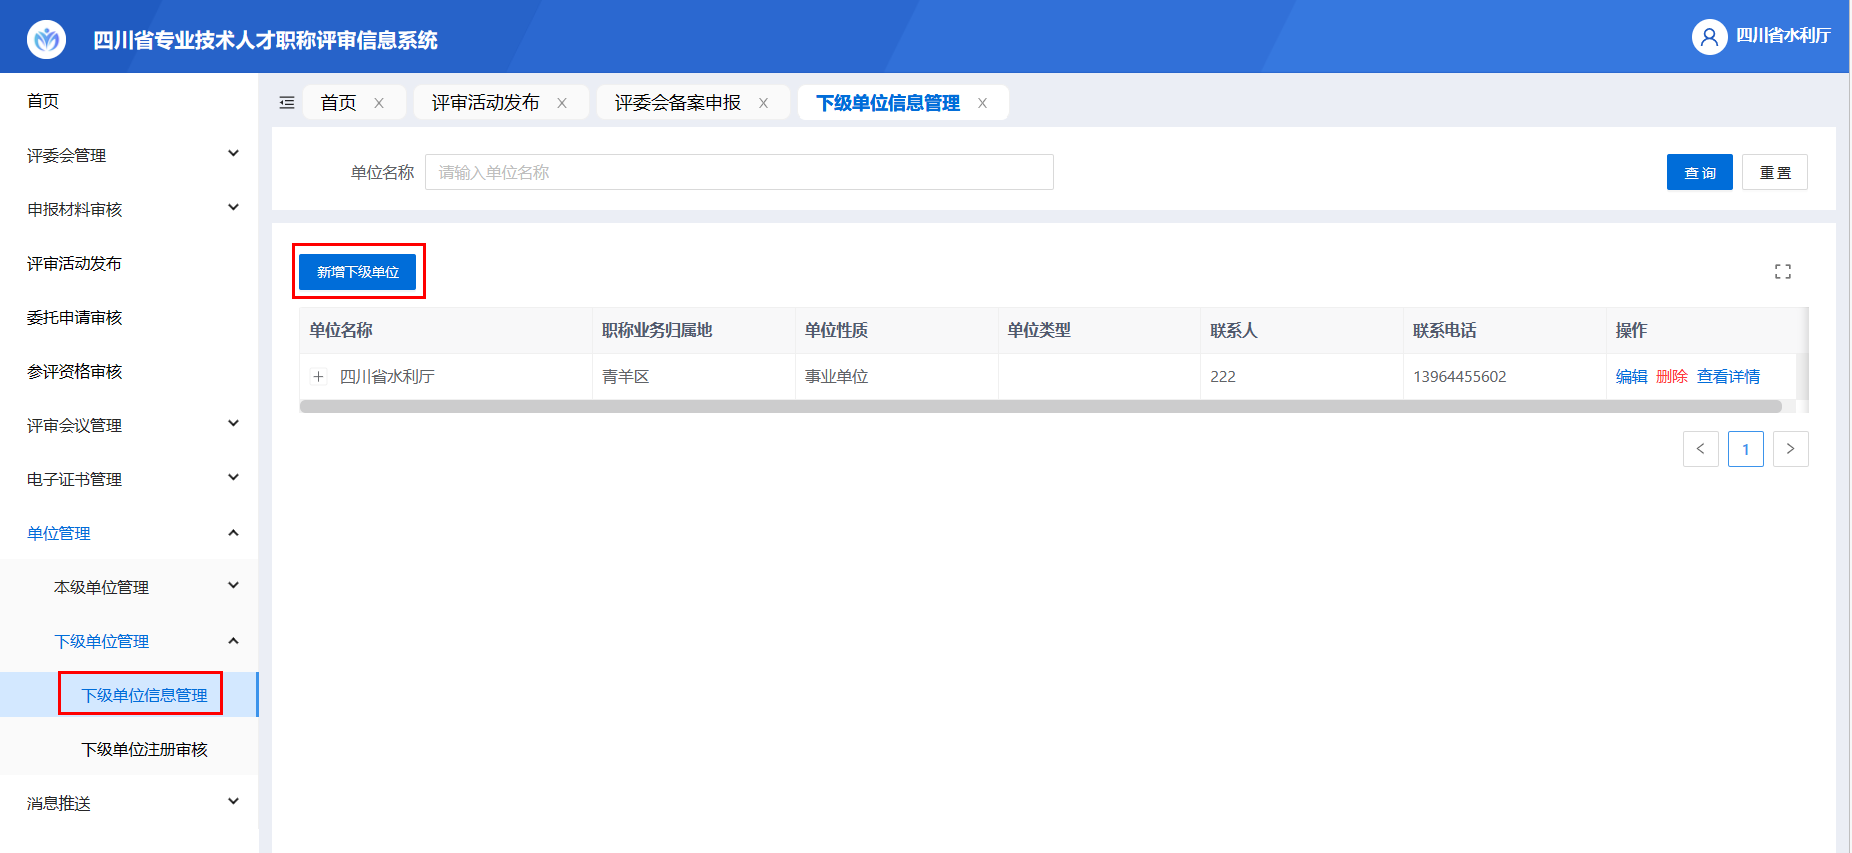 四川省专业技术人才职称评审信息系统
四川省水利厅
首页
评委会管理
申报材料审核
评审活动发布
委托申请审核
参评资格审核
评审会议管理
电子证书管理
单位管理
本级单位管理
下级单位管理
下级单位信息管理
下级单位注册审核
消息推送
首页 x 评审活动发布 x 评委会备案申报 x 下级单位信息管理 x
单位名称 请输入单位名称 查询 重置
新增下级单位
单位名称 职称业务归属地 单位性质 单位类型 联系人 联系电话 操作
+ 四川省水利厅 青羊区 事业单位 222 13964455602 编辑 删除 查看详情
< 1 >